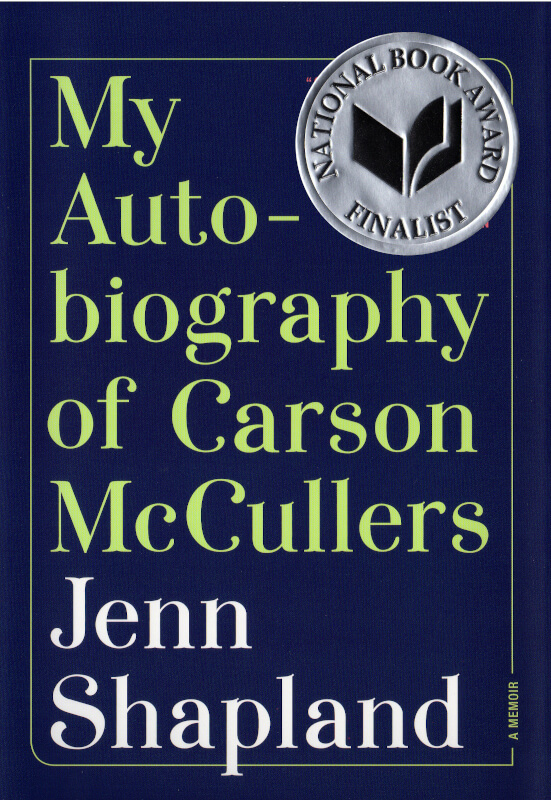 My
Auto-
biography
of Carson
McCullers
Jenn
Shapland
A MEMOIR
NATIONAL BOOK AWARD
FINALIST